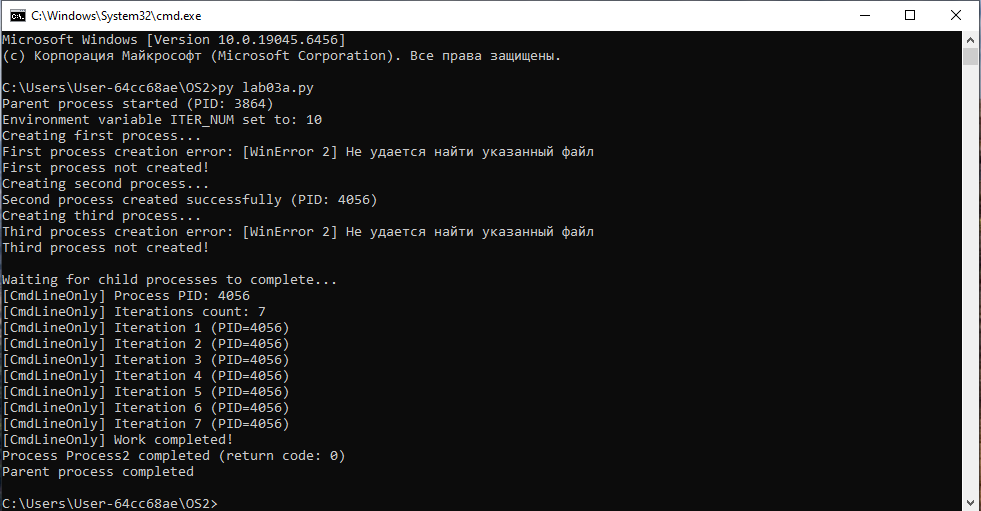 C:\Windows\System32\cmd.exe
Microsoft Windows [Version 10.0.19045.6456]
(c) Корпорация Майкрософт (Microsoft Corporation). Все права защищены.
C:\Users\User-64cc68ae\OS2>py lab03a.py
Parent process started (PID: 3864)
Environment variable ITER_NUM set to: 10
Creating first process...
First process creation error: [WinError 2] Не удается найти указанный файл
First process not created!
Creating second process...
Second process created successfully (PID: 4056)
Creating third process...
Third process creation error: [WinError 2] Не удается найти указанный файл
Third process not created!
Waiting for child processes to complete...
[CmdLineOnly] Process PID: 4056
[CmdLineOnly] Iterations count: 7
[CmdLineOnly] Iteration 1 (PID=4056)
[CmdLineOnly] Iteration 2 (PID=4056)
[CmdLineOnly] Iteration 3 (PID=4056)
[CmdLineOnly] Iteration 4 (PID=4056)
[CmdLineOnly] Iteration 5 (PID=4056)
[CmdLineOnly] Iteration 6 (PID=4056)
[CmdLineOnly] Iteration 7 (PID=4056)
[CmdLineOnly] Work completed!
Process Process2 completed (return code: 0)
Parent process completed
C:\Users\User-64cc68ae\OS2>